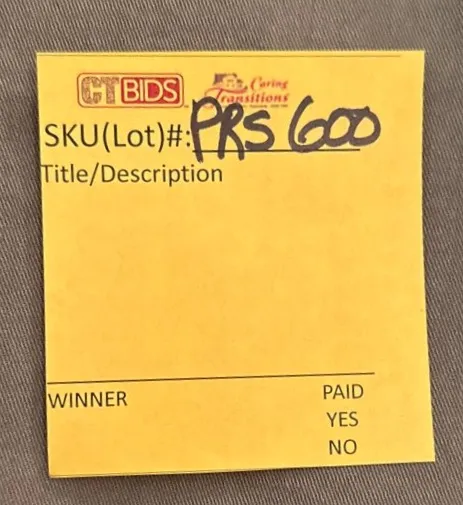 CTBIDS
Caring
Transitions
SKU(Lot)#: PRS 600
Title/Description
WINNER PAID
YES
NO